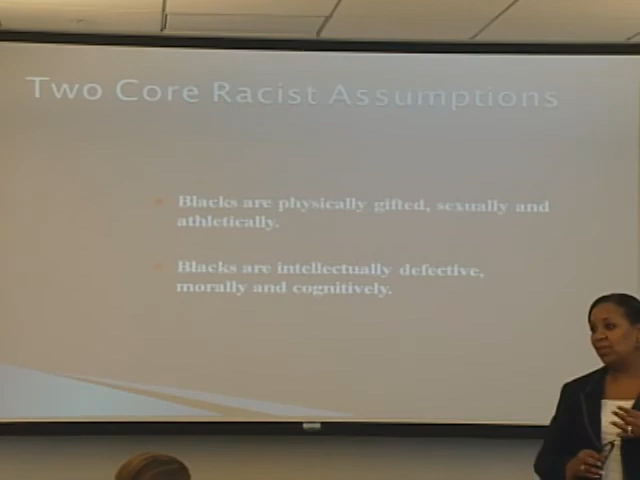 Two Core Racist Assumptions
Blacks are physically gifted, sexually and
athletically.
Blacks are intellectually defective,
morally and cognitively.